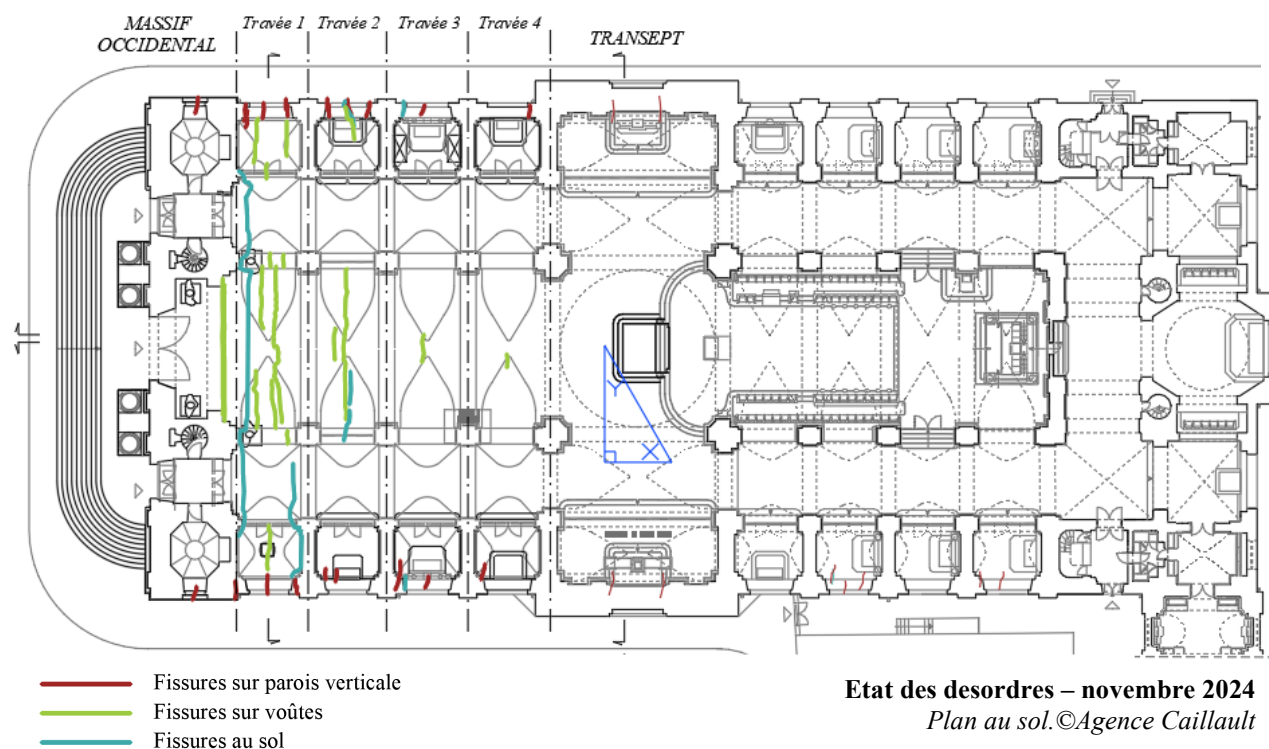 MASSIF
OCCIDENTAL
Travée 1
Travée 2
Travée 3
Travée 4
TRANSEPT
Y
X
Fissures sur parois verticale
Fissures sur voûtes
Fissures au sol
Etat des desordres – novembre 2024
Plan au sol.©Agence Caillault